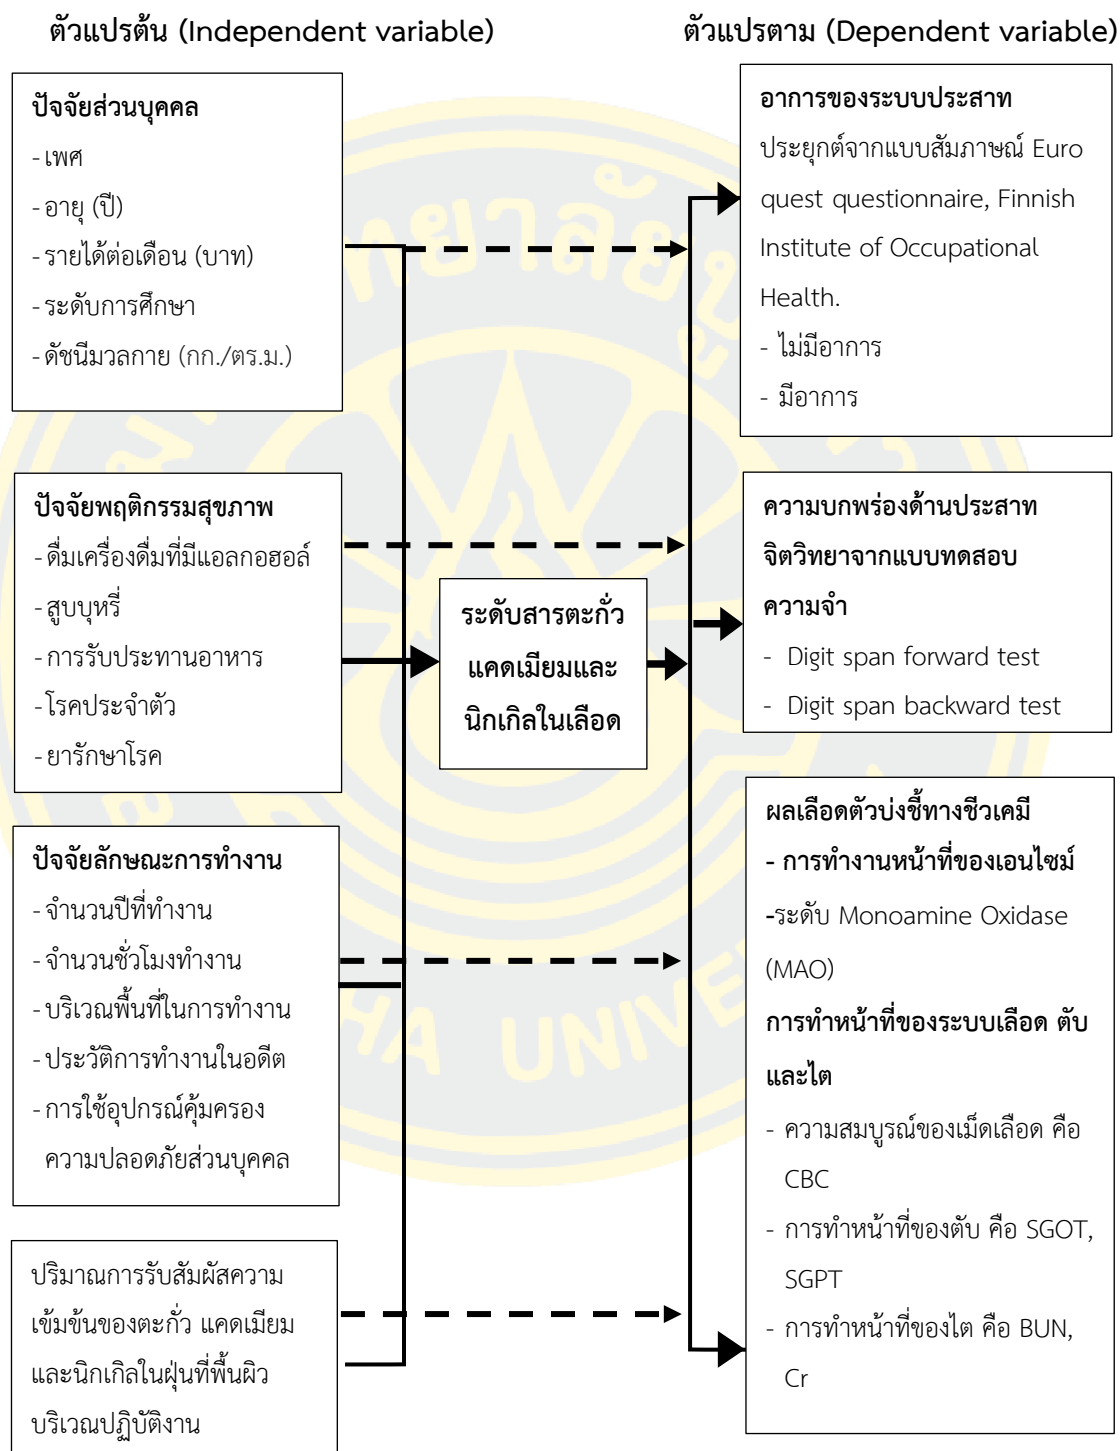 ตัวแปรต้น (Independent variable)
ตัวแปรตาม (Dependent variable)
ปัจจัยส่วนบุคคล
-เพศ
-อายุ (ปี)
-รายได้ต่อเดือน (บาท)
-ระดับการศึกษา
-ดัชนีมวลกาย (กก./ตร.ม.)
ปัจจัยพฤติกรรมสุขภาพ
-ดื่มเครื่องดื่มที่มีแอลกอฮอล์
-สูบบุหรี่
-การรับประทานอาหาร
-โรคประจำตัว
-ยารักษาโรค
ปัจจัยลักษณะการทำงาน
-จำนวนปีที่ทำงาน
-จำนวนชั่วโมงทำงาน
-บริเวณพื้นที่ในการทำงาน
-ประวัติการทำงานในอดีต
-การใช้อุปกรณ์คุ้มครอง
ความปลอดภัยส่วนบุคคล
ปริมาณการรับสัมผัสความ
เข้มข้นของตะกั่ว แคดเมียม
และนิกเกิลในฝุ่นที่พื้นผิว
บริเวณปฏิบัติงาน
ระดับสารตะกั่ว
แคดเมียมและ
นิกเกิลในเลือด
อาการของระบบประสาท
ประยุกต์จากแบบสัมภาษณ์ Euro
quest questionnaire, Finnish
Institute of Occupational
Health.
- ไม่มีอาการ
- มีอาการ
ความบกพร่องด้านประสาท
จิตวิทยาจากแบบทดสอบ
ความจำ
- Digit span forward test
- Digit span backward test
ผลเลือดตัวบ่งชี้ทางชีวเคมี
- การทำงานหน้าที่ของเอนไซม์
-ระดับ Monoamine Oxidase
(MAO)
การทำหน้าที่ของระบบเลือด ตับ
และไต
- ความสมบูรณ์ของเม็ดเลือด คือ
CBC
- การทำหน้าที่ของตับ คือ SGOT,
SGPT
- การทำหน้าที่ของไต คือ BUN,
Cr